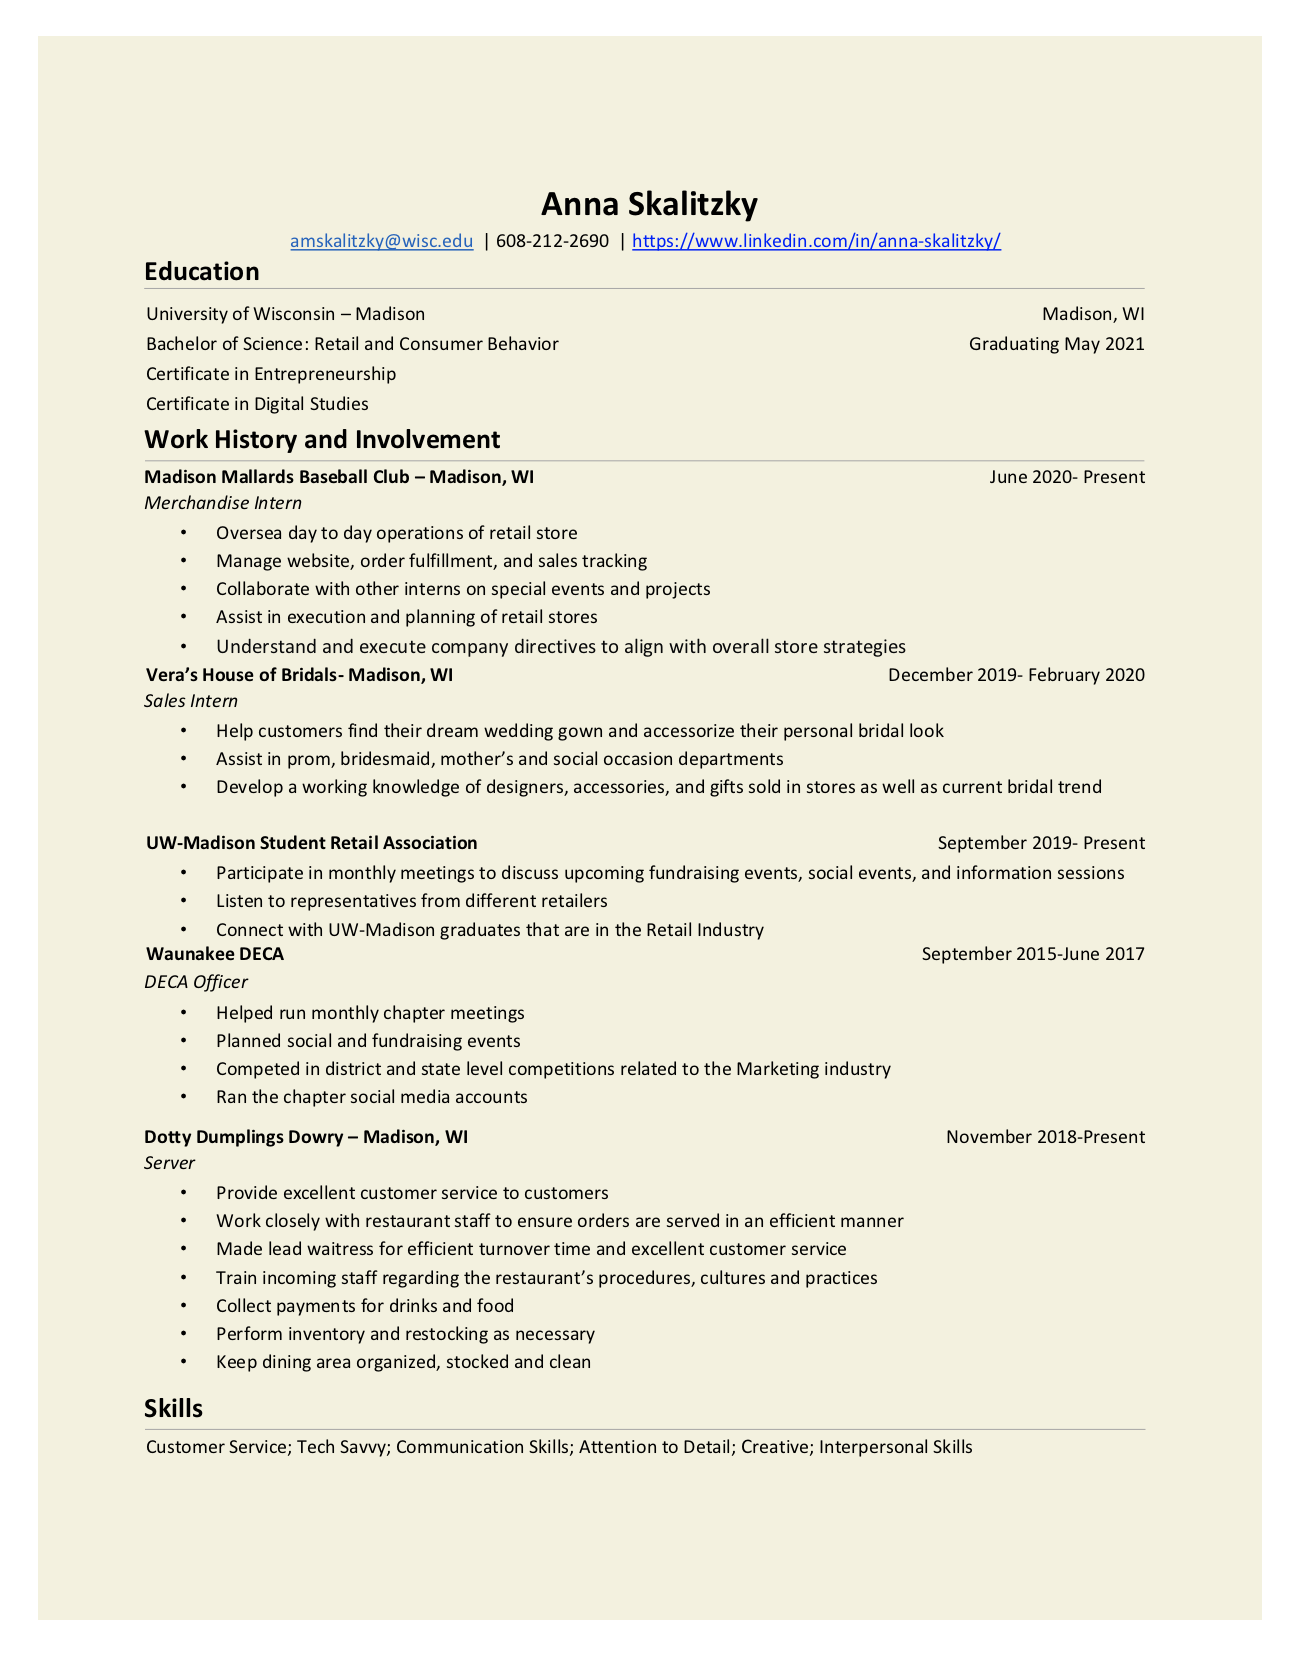 Anna Skalitzky
amskalitzky@wisc.edu | 608-212-2690 | https://www.linkedin.com/in/anna-skalitzky/
Education
University of Wisconsin – Madison Madison, WI
Bachelor of Science: Retail and Consumer Behavior Graduating May 2021
Certificate in Entrepreneurship
Certificate in Digital Studies
Work History and Involvement
Madison Mallards Baseball Club – Madison, WI June 2020- Present
Merchandise Intern
• Oversea day to day operations of retail store
• Manage website, order fulfillment, and sales tracking
• Collaborate with other interns on special events and projects
• Assist in execution and planning of retail stores
• Understand and execute company directives to align with overall store strategies
Vera’s House of Bridals- Madison, WI December 2019- February 2020
Sales Intern
• Help customers find their dream wedding gown and accessorize their personal bridal look
• Assist in prom, bridesmaid, mother’s and social occasion departments
• Develop a working knowledge of designers, accessories, and gifts sold in stores as well as current bridal trend
UW-Madison Student Retail Association September 2019- Present
• Participate in monthly meetings to discuss upcoming fundraising events, social events, and information sessions
• Listen to representatives from different retailers
• Connect with UW-Madison graduates that are in the Retail Industry
Waunakee DECA September 2015-June 2017
DECA Officer
• Helped run monthly chapter meetings
• Planned social and fundraising events
• Competed in district and state level competitions related to the Marketing industry
• Ran the chapter social media accounts
Dotty Dumplings Dowry – Madison, WI November 2018-Present
Server
• Provide excellent customer service to customers
• Work closely with restaurant staff to ensure orders are served in an efficient manner
• Made lead waitress for efficient turnover time and excellent customer service
• Train incoming staff regarding the restaurant’s procedures, cultures and practices
• Collect payments for drinks and food
• Perform inventory and restocking as necessary
• Keep dining area organized, stocked and clean
Skills
Customer Service; Tech Savvy; Communication Skills; Attention to Detail; Creative; Interpersonal Skills